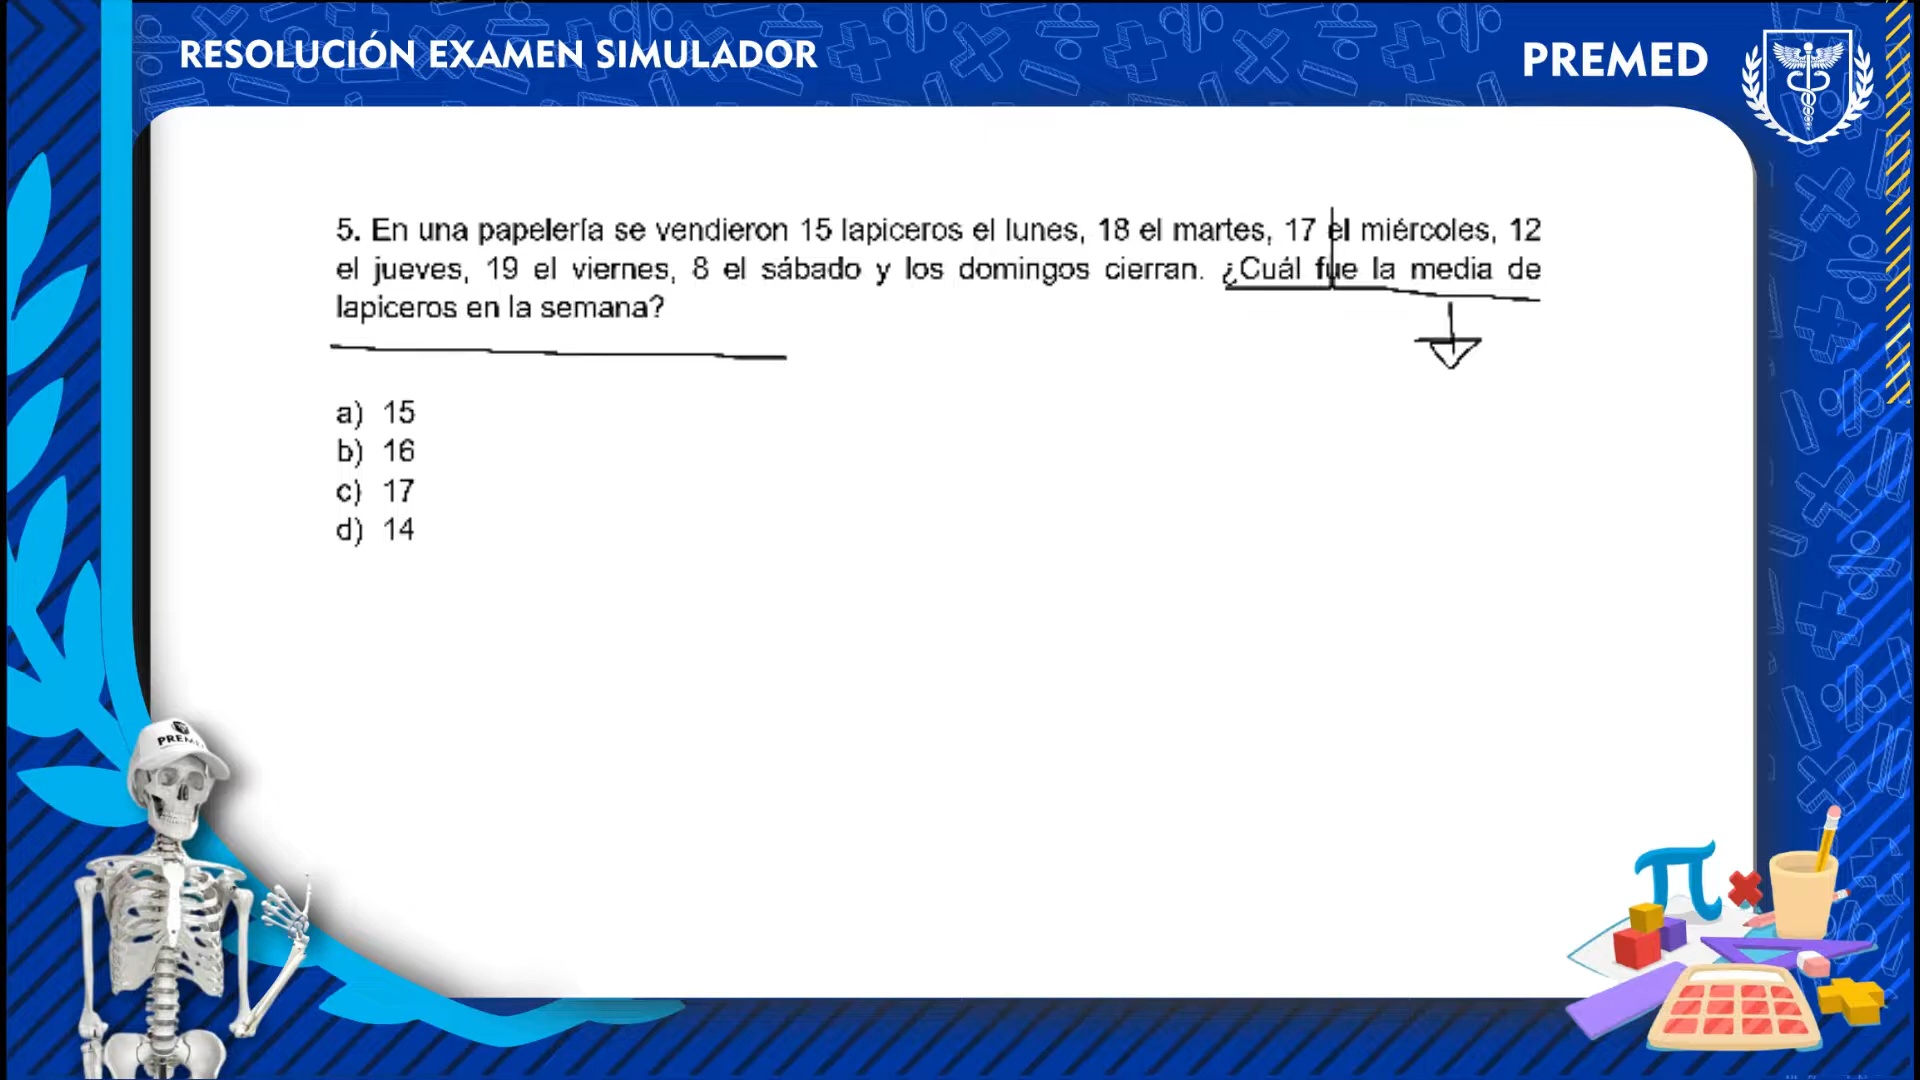 RESOLUCIÓN EXAMEN SIMULADOR
PREMED
5. En una papelería se vendieron 15 lapiceros el lunes, 18 el martes, 17 el miércoles, 12
el jueves, 19 el viernes, 8 el sábado y los domingos cierran. ¿Cuál fue la media de
lapiceros en la semana?
a) 15
b) 16
c) 17
d) 14